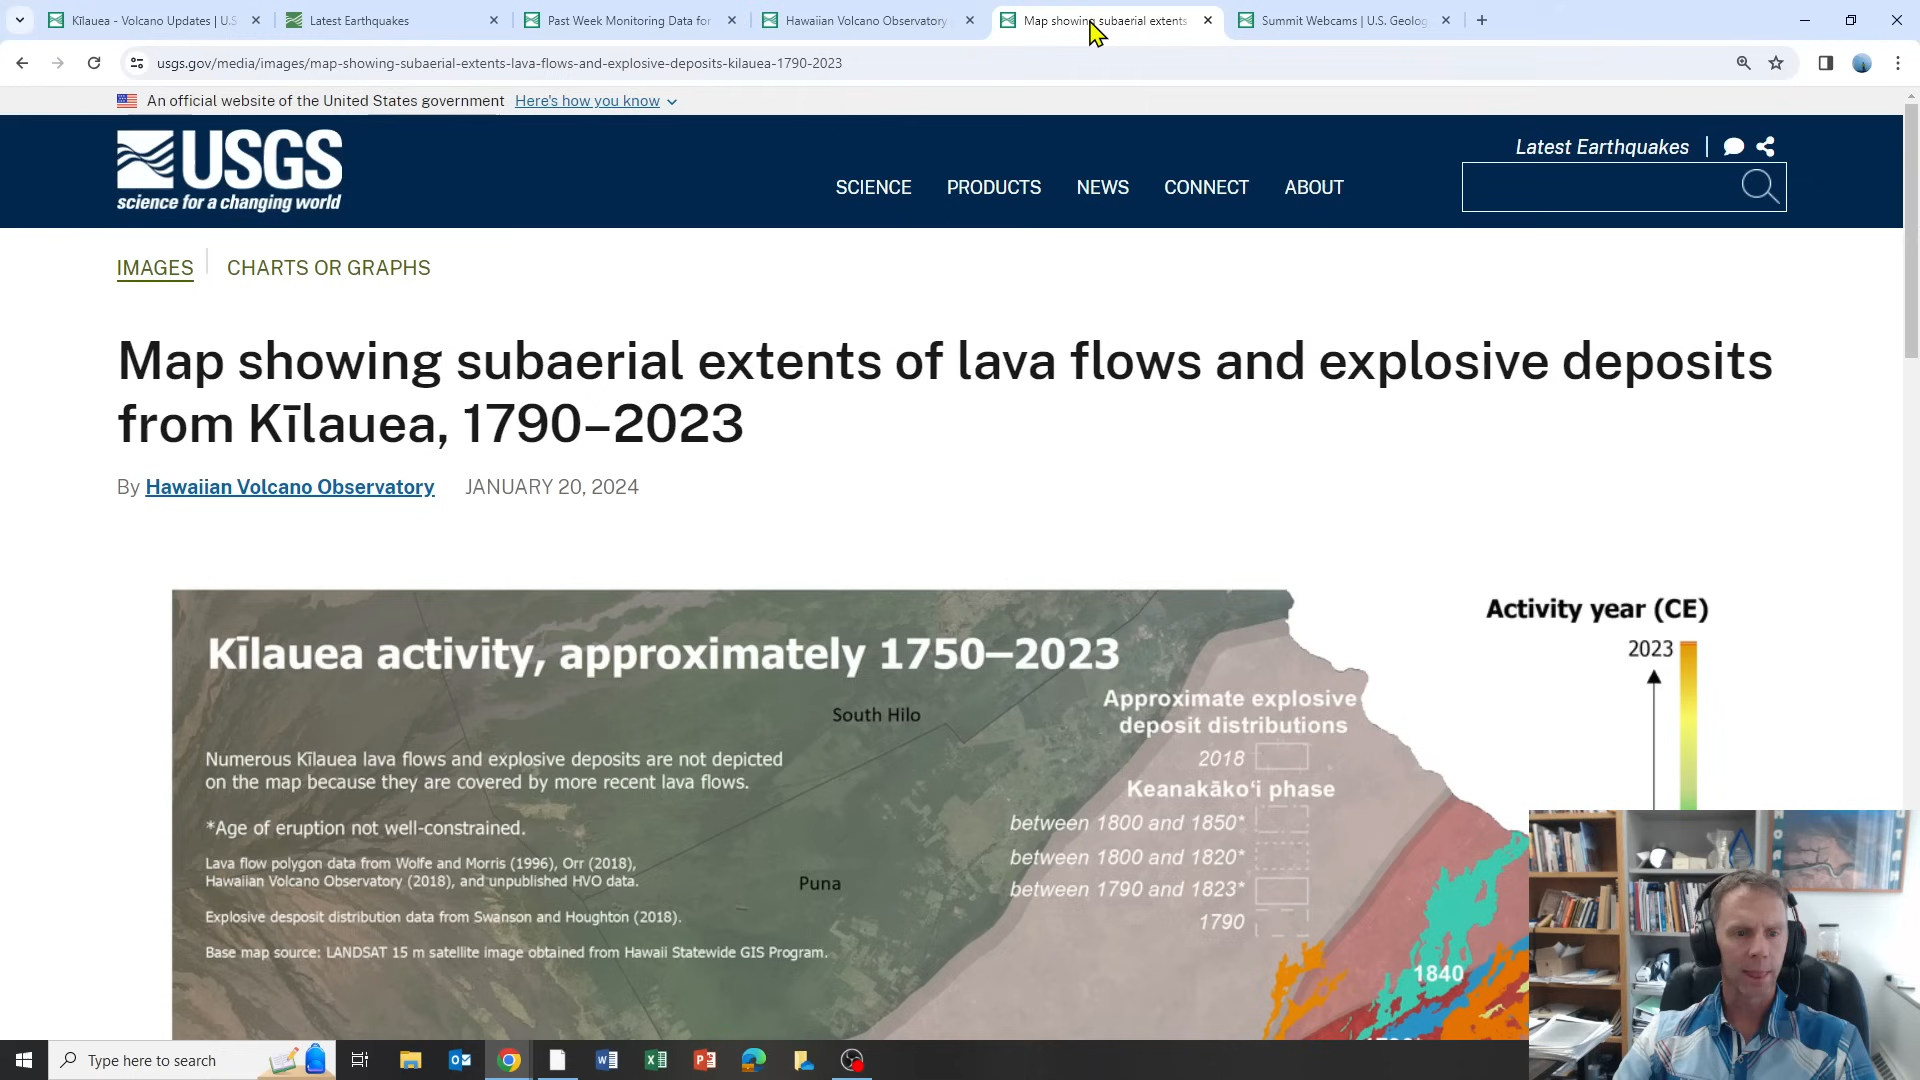 Kīlauea - Volcano Updates | U.S
Latest Earthquakes
Past Week Monitoring Data for
Hawaiian Volcano Observatory
Map showing subaerial extents
Summit Webcams | U.S. Geolog
usgs.gov/media/images/map-showing-subaerial-extents-lava-flows-and-explosive-deposits-kilauea-1790-2023
An official website of the United States government Here's how you know
USGS
science for a changing world
Latest Earthquakes
SCIENCE PRODUCTS NEWS CONNECT ABOUT
IMAGES CHARTS OR GRAPHS
Map showing subaerial extents of lava flows and explosive deposits
from Kīlauea, 1790–2023
By Hawaiian Volcano Observatory JANUARY 20, 2024
Kīlauea activity, approximately 1750—2023
Activity year (CE)
2023
South Hilo
Approximate explosive
deposit distributions
2018
Keanakākoʻi phase
between 1800 and 1850*
between 1800 and 1820*
between 1790 and 1823*
1790
Numerous Kīlauea lava flows and explosive deposits are not depicted
on the map because they are covered by more recent lava flows.
*Age of eruption not well-constrained.
Lava flow polygon data from Wolfe and Morris (1996), Orr (2018),
Hawaiian Volcano Observatory (2018), and unpublished HVO data.
Puna
Explosive desposit distribution data from Swanson and Houghton (2018).
Base map source: LANDSAT 15 m satellite image obtained from Hawaii Statewide GIS Program.
1840
Type here to search